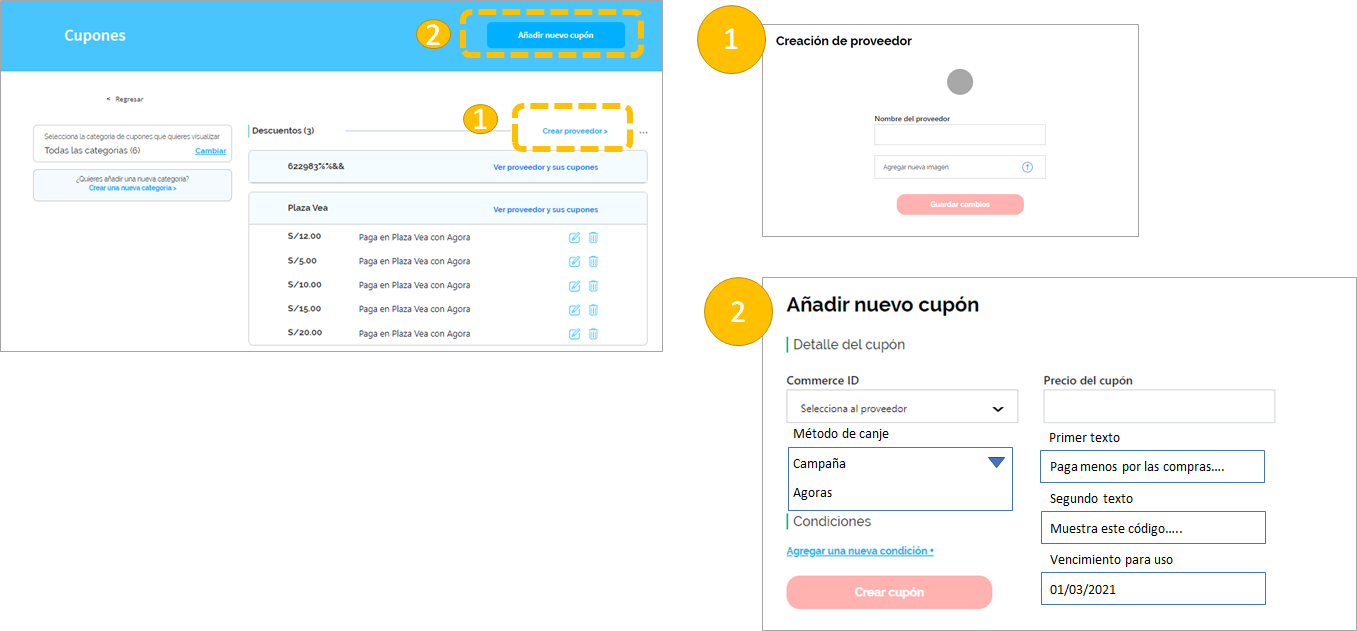 Cupones
2
Añadir nuevo cupón
< Regresar
Selecciona la categoria de cupones que quieres visualizar
Todas las categorias (6)
Cambiar
¿Quieres añadir una nueva categoria?
Crear una nueva categoria >
1
Descuentos (3)
Crear proveedor >
...
622983%%&&
Ver proveedor y sus cupones
Plaza Vea
Ver proveedor y sus cupones
S/12.00 Paga en Plaza Vea con Agora
S/5.00 Paga en Plaza Vea con Agora
S/10.00 Paga en Plaza Vea con Agora
S/15.00 Paga en Plaza Vea con Agora
S/20.00 Paga en Plaza Vea con Agora
1
Creación de proveedor
Nombre del proveedor
Agregar nueva imagen
Guardar cambios
2
Añadir nuevo cupón
Detalle del cupón
Commerce ID
Selecciona al proveedor
Método de canje
Campaña
Agoras
Condiciones
Agregar una nueva condición +
Crear cupón
Precio del cupón
Primer texto
Paga menos por las compras....
Segundo texto
Muestra este código.....
Vencimiento para uso
01/03/2021